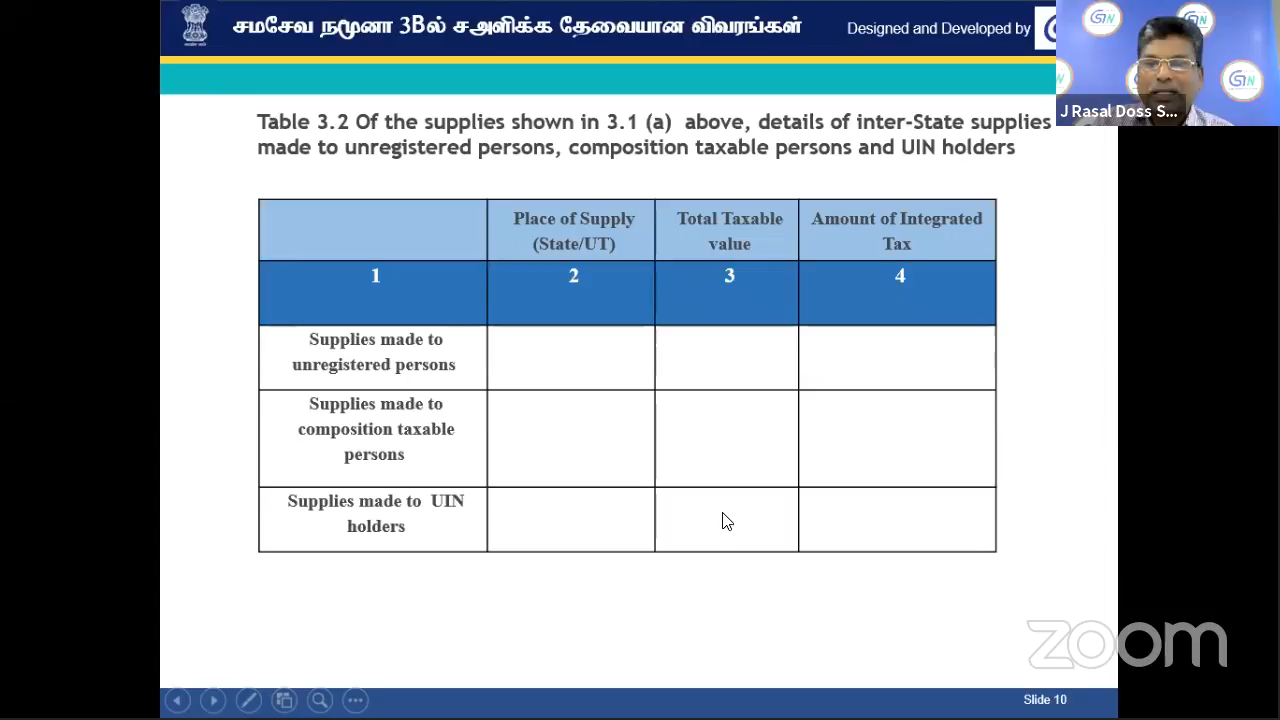 சமசேவ நமூனா 3Bல் சஅளிக்க தேவையான விவரங்கள்
Designed and Developed by
J Rasal Doss S...
Table 3.2 Of the supplies shown in 3.1 (a) above, details of inter-State supplies
made to unregistered persons, composition taxable persons and UIN holders
Place of Supply
(State/UT)
Total Taxable
value
Amount of Integrated
Tax
1
2
3
4
Supplies made to
unregistered persons
Supplies made to
composition taxable
persons
Supplies made to UIN
holders
zoom
Slide 10